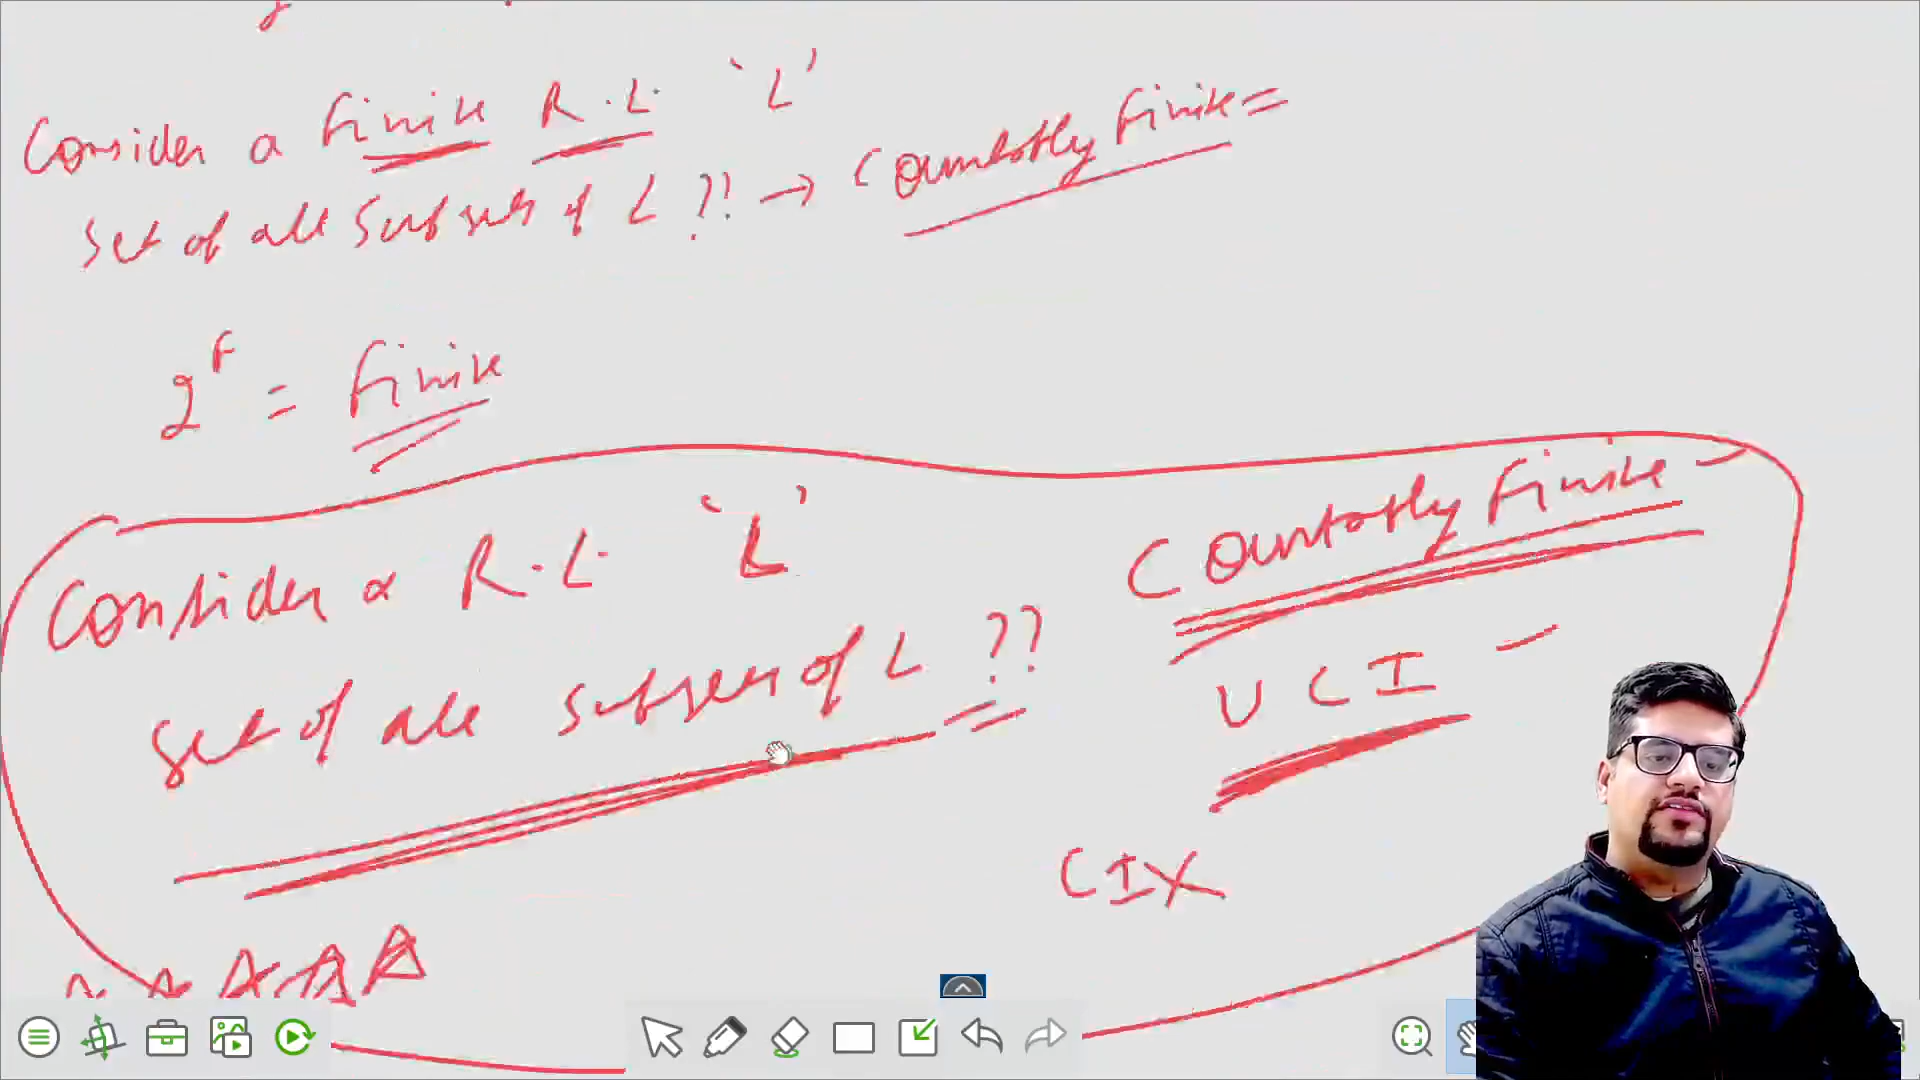 Consider a finite R.L. 'L'
Set of all subsets of L ?? → Countably finite =
2^F = finite
Consider a R.L. 'L'
Countably finite -
set of all subsets of L ??
UCI -
CIX